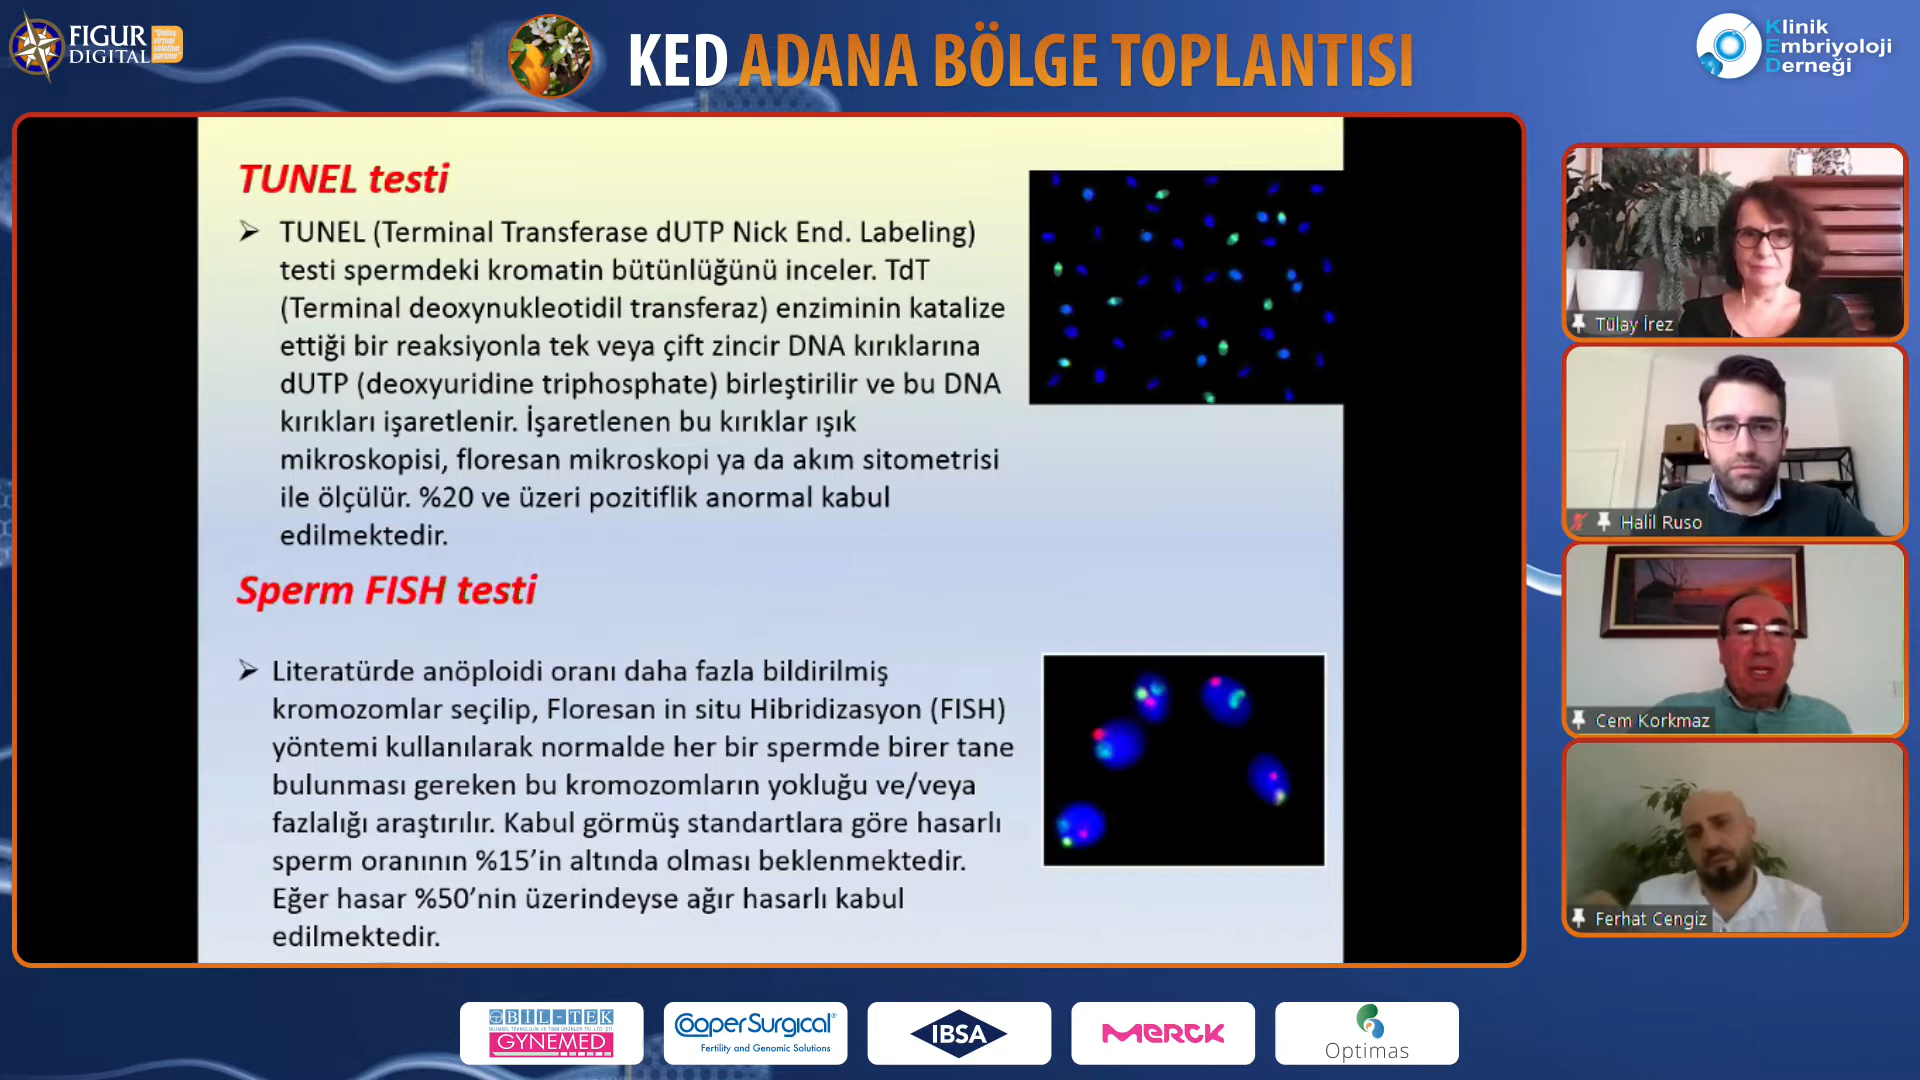 FIGUR
DIGITAL
"Online
virtual
solution
partner"
KED ADANA BÖLGE TOPLANTISI
Klinik
Embriyoloji
Derneği
TUNEL testi
➢ TUNEL (Terminal Transferase dUTP Nick End. Labeling)
testi spermdeki kromatin bütünlüğünü inceler. TdT
(Terminal deoxynukleotidil transferaz) enziminin katalize
ettiği bir reaksiyonla tek veya çift zincir DNA kırıklarına
dUTP (deoxyuridine triphosphate) birleştirilir ve bu DNA
kırıkları işaretlenir. İşaretlenen bu kırıklar ışık
mikroskopisi, floresan mikroskopi ya da akım sitometrisi
ile ölçülür. %20 ve üzeri pozitiflik anormal kabul
edilmektedir.
Sperm FISH testi
➢ Literatürde anöploidi oranı daha fazla bildirilmiş
kromozomlar seçilip, Floresan in situ Hibridizasyon (FISH)
yöntemi kullanılarak normalde her bir spermde birer tane
bulunması gereken bu kromozomların yokluğu ve/veya
fazlalığı araştırılır. Kabul görmüş standartlara göre hasarlı
sperm oranının %15’in altında olması beklenmektedir.
Eğer hasar %50’nin üzerindeyse ağır hasarlı kabul
edilmektedir.
Tülay İrez
Halil Ruso
Cem Korkmaz
Ferhat Cengiz
BİL-TEK
GYNEMED
CooperSurgical®
Fertility and Genomic Solutions
IBSA
MERCK
Optimas